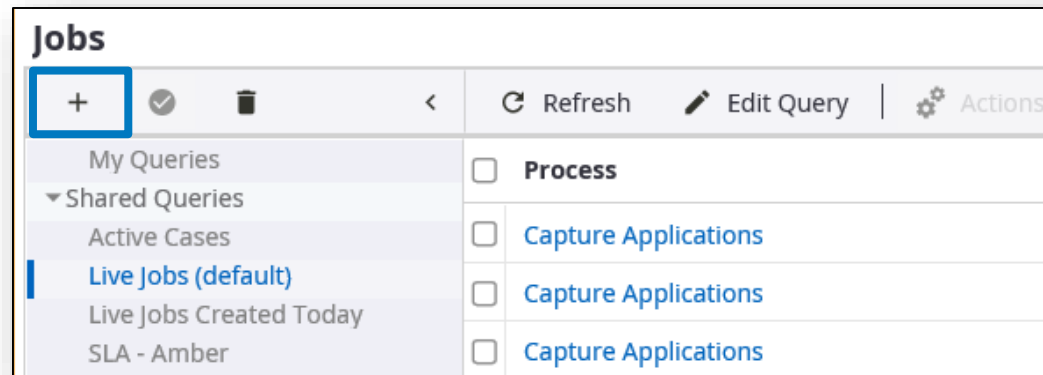 Jobs
+ < Refresh Edit Query Actions
My Queries
Process
Shared Queries
Active Cases
Capture Applications
Live Jobs (default)
Capture Applications
Live Jobs Created Today
SLA - Amber
Capture Applications